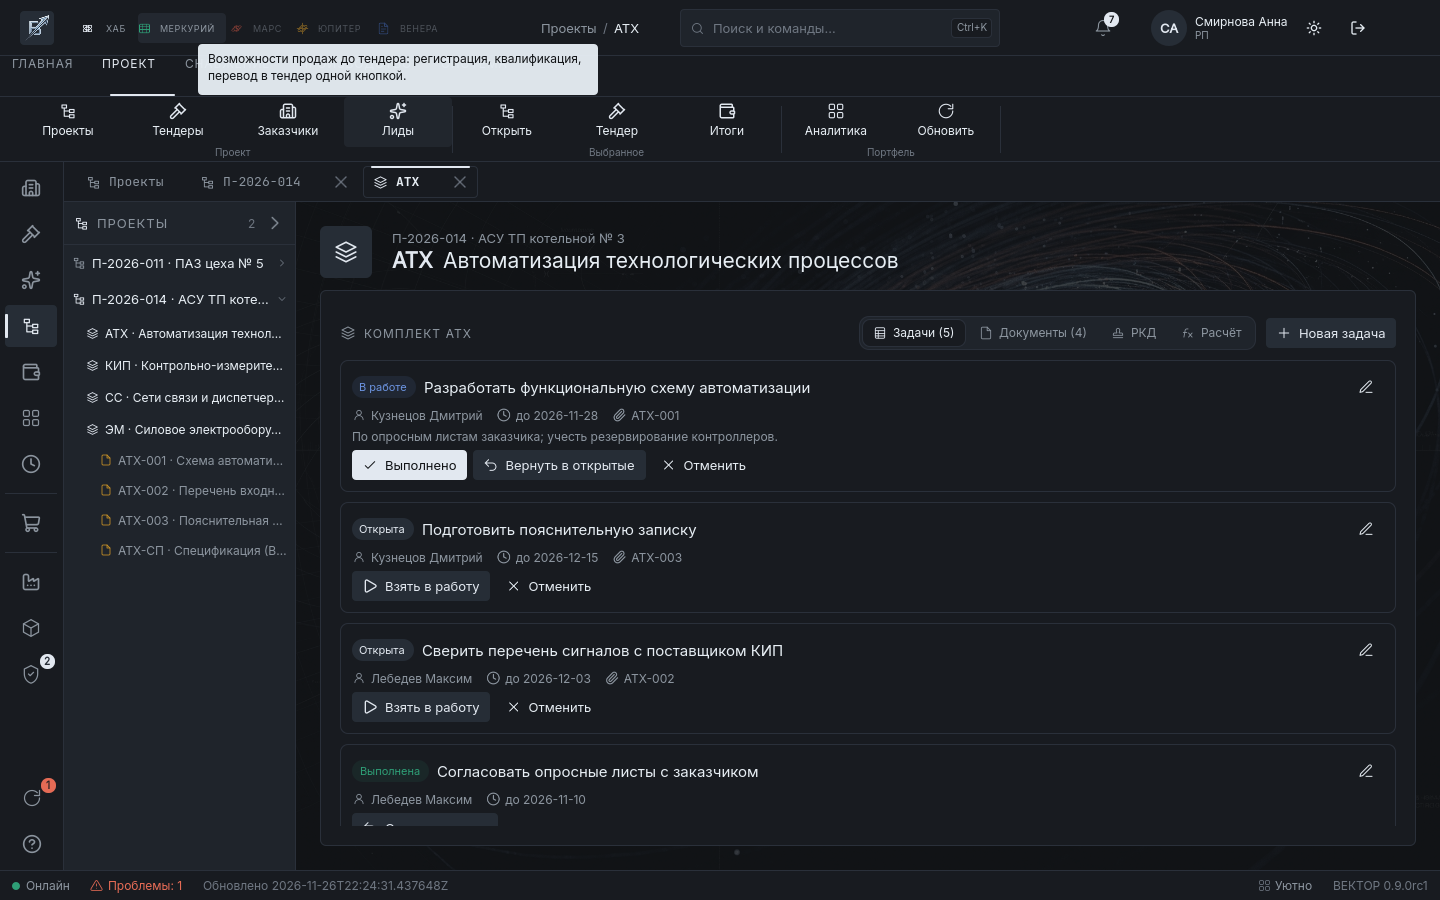 ХАБ
МЕРКУРИЙ
МАРС
ЮПИТЕР
ВЕНЕРА
Проекты / АТХ
Поиск и команды...
Ctrl+K
7
СА
Смирнова Анна
РП
ГЛАВНАЯ
ПРОЕКТ
Возможности продаж до тендера: регистрация, квалификация,
перевод в тендер одной кнопкой.
Проекты
Тендеры
Заказчики
Лиды
Открыть
Тендер
Итоги
Аналитика
Обновить
Проект
Выбранное
Портфель
Проекты
П-2026-014
АТХ
ПРОЕКТЫ
2
П-2026-011 · ПАЗ цеха № 5
П-2026-014 · АСУ ТП коте...
АТХ · Автоматизация технол...
КИП · Контрольно-измерите...
СС · Сети связи и диспетчер...
ЭМ · Силовое электрообору...
АТХ-001 · Схема автомати...
АТХ-002 · Перечень входн...
АТХ-003 · Пояснительная ...
АТХ-СП · Спецификация (В...
2
1
П-2026-014 · АСУ ТП котельной № 3
АТХ Автоматизация технологических процессов
КОМПЛЕКТ АТХ
Задачи (5)
Документы (4)
РКД
fx Расчёт
Новая задача
В работе
Разработать функциональную схему автоматизации
Кузнецов Дмитрий
до 2026-11-28
АТХ-001
По опросным листам заказчика; учесть резервирование контроллеров.
Выполнено
Вернуть в открытые
Отменить
Открыта
Подготовить пояснительную записку
Кузнецов Дмитрий
до 2026-12-15
АТХ-003
Взять в работу
Отменить
Открыта
Сверить перечень сигналов с поставщиком КИП
Лебедев Максим
до 2026-12-03
АТХ-002
Взять в работу
Отменить
Выполнена
Согласовать опросные листы с заказчиком
Лебедев Максим
до 2026-11-10
Онлайн
Проблемы: 1
Обновлено 2026-11-26T22:24:31.437648Z
Уютно
ВЕКТОР 0.9.0rc1